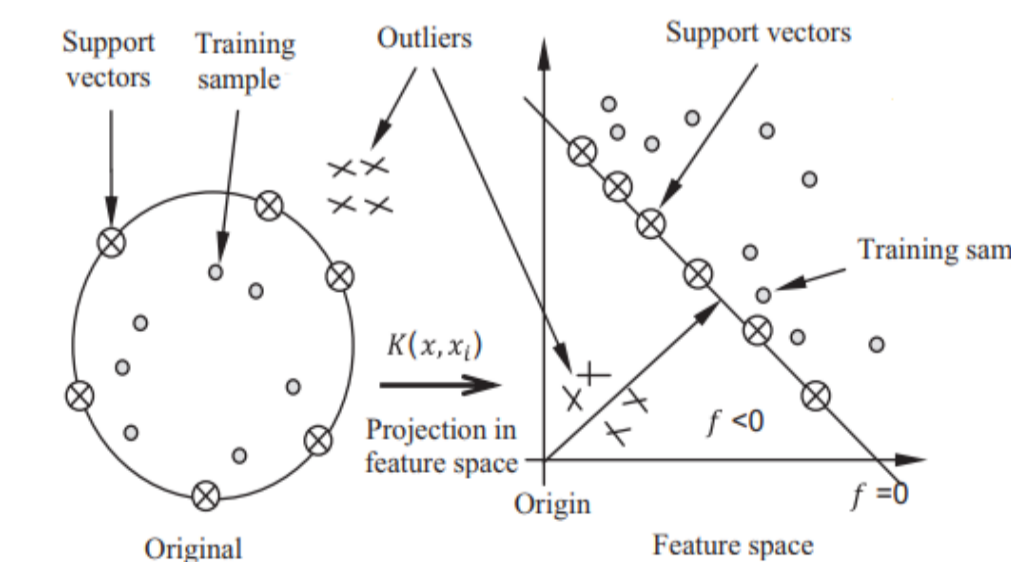 Support
vectors
Training
sample
Outliers
Support vectors
Training sam
K(x, xᵢ)
Projection in
feature space
f <0
Origin
f =0
Original
Feature space